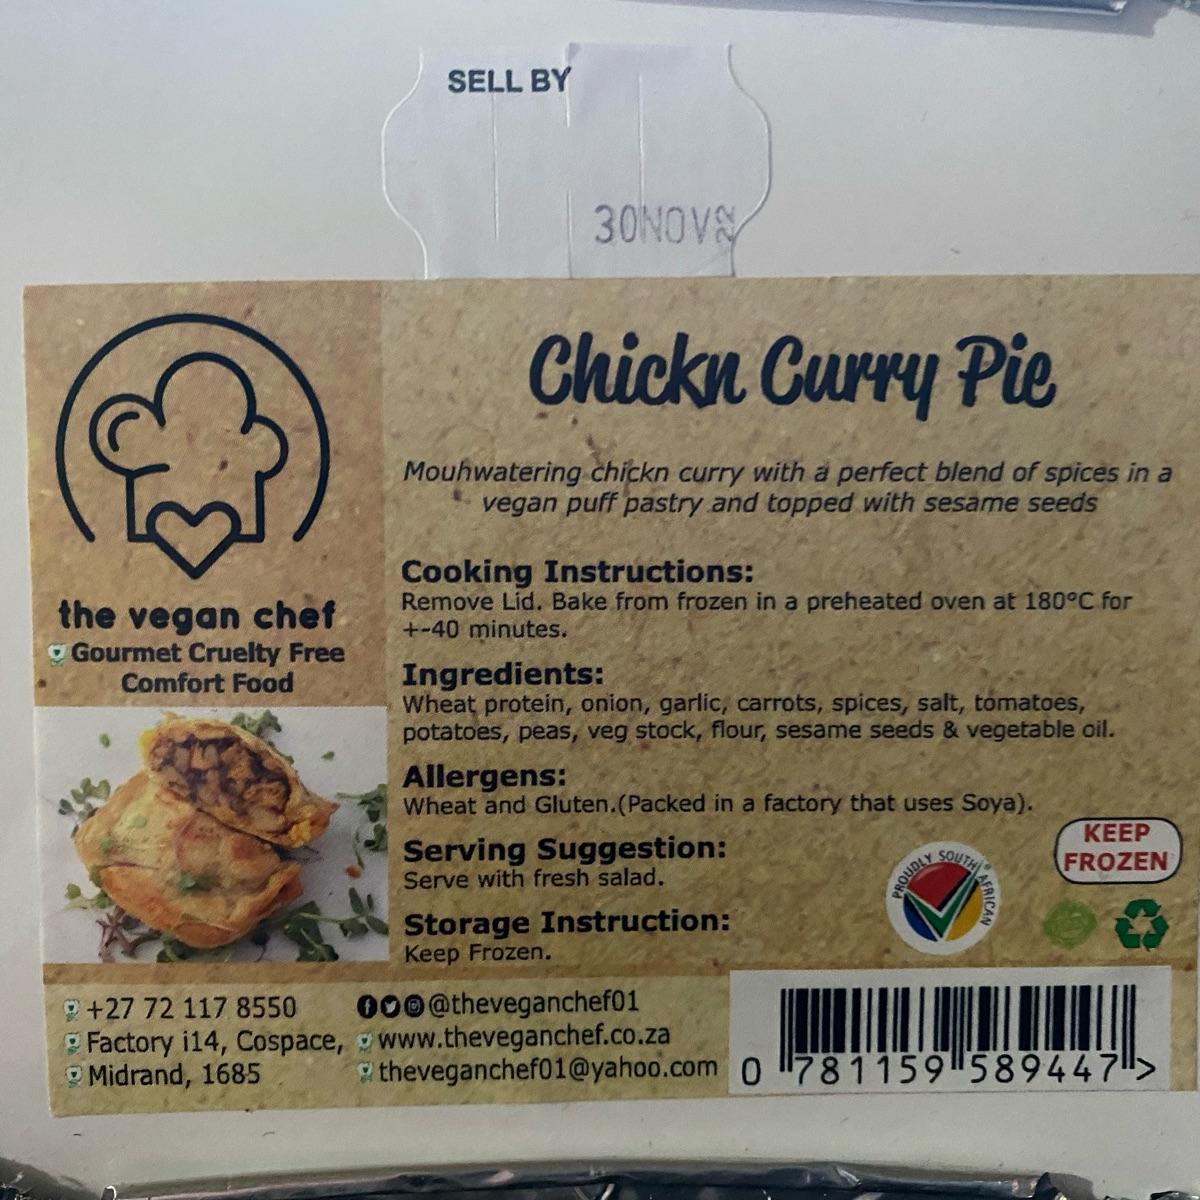 SELL BY
30NOV22
Chickn Curry Pie
Mouhwatering chickn curry with a perfect blend of spices in a
vegan puff pastry and topped with sesame seeds
the vegan chef
Gourmet Cruelty Free
Comfort Food
Cooking Instructions:
Remove Lid. Bake from frozen in a preheated oven at 180°C for
+-40 minutes.
Ingredients:
Wheat protein, onion, garlic, carrots, spices, salt, tomatoes,
potatoes, peas, veg stock, flour, sesame seeds & vegetable oil.
Allergens:
Wheat and Gluten.(Packed in a factory that uses Soya).
Serving Suggestion:
Serve with fresh salad.
Storage Instruction:
Keep Frozen.
PROUDLY SOUTH AFRICAN
KEEP
FROZEN
+27 72 117 8550
Factory i14, Cospace,
Midrand, 1685
@theveganchef01
www.theveganchef.co.za
theveganchef01@yahoo.com
0 781159 589447 >